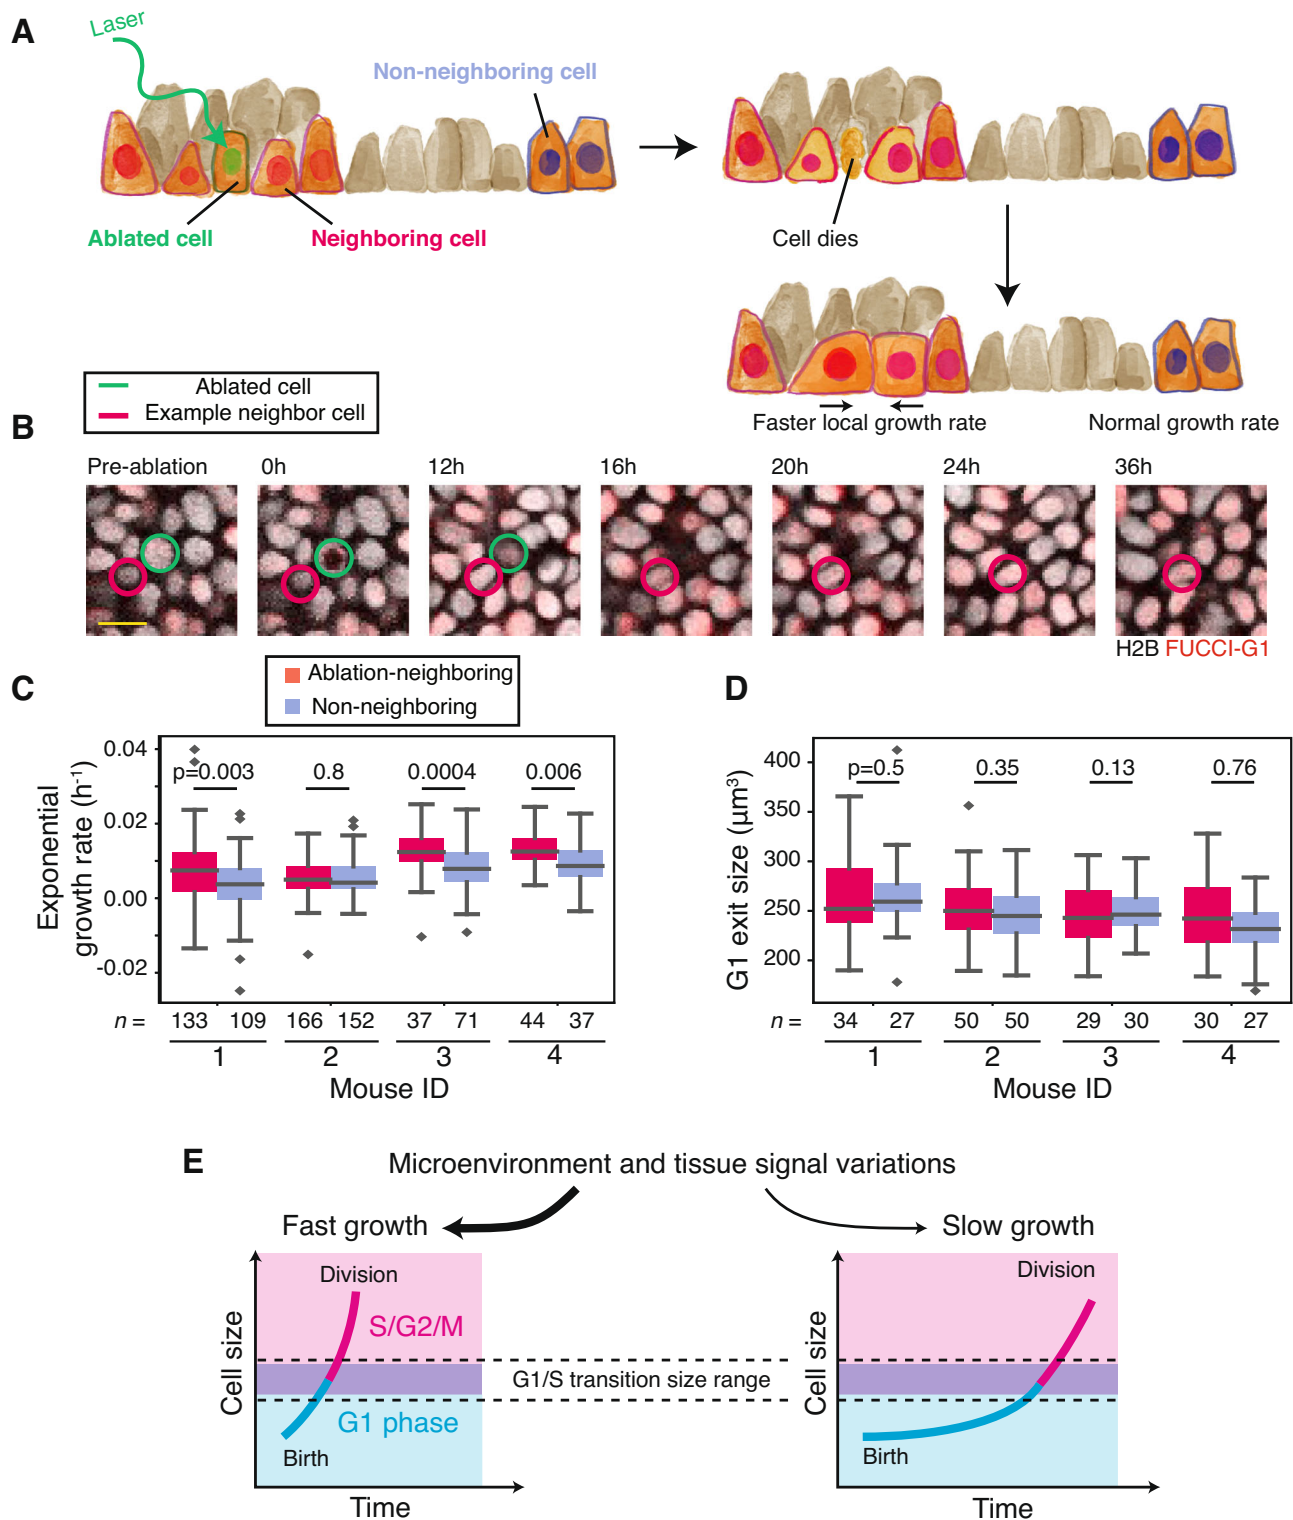 A
Laser
Non-neighboring cell
Ablated cell
Neighboring cell
Cell dies
Faster local growth rate
Normal growth rate
Ablated cell
Example neighbor cell
B
Pre-ablation
0h
12h
16h
20h
24h
36h
H2B FUCCI-G1
C
Ablation-neighboring
Non-neighboring
Exponential
growth rate (h⁻¹)
0.04
0.02
0.00
-0.02
p=0.003
0.8
0.0004
0.006
n = 133 109 166 152 37 71 44 37
1 2 3 4
Mouse ID
D
G1 exit size (µm³)
400
350
300
250
200
p=0.5
0.35
0.13
0.76
n = 34 27 50 50 29 30 30 27
1 2 3 4
Mouse ID
E
Microenvironment and tissue signal variations
Fast growth
Slow growth
Cell size
Division
S/G2/M
G1 phase
Birth
Time
G1/S transition size range
Cell size
Division
Birth
Time